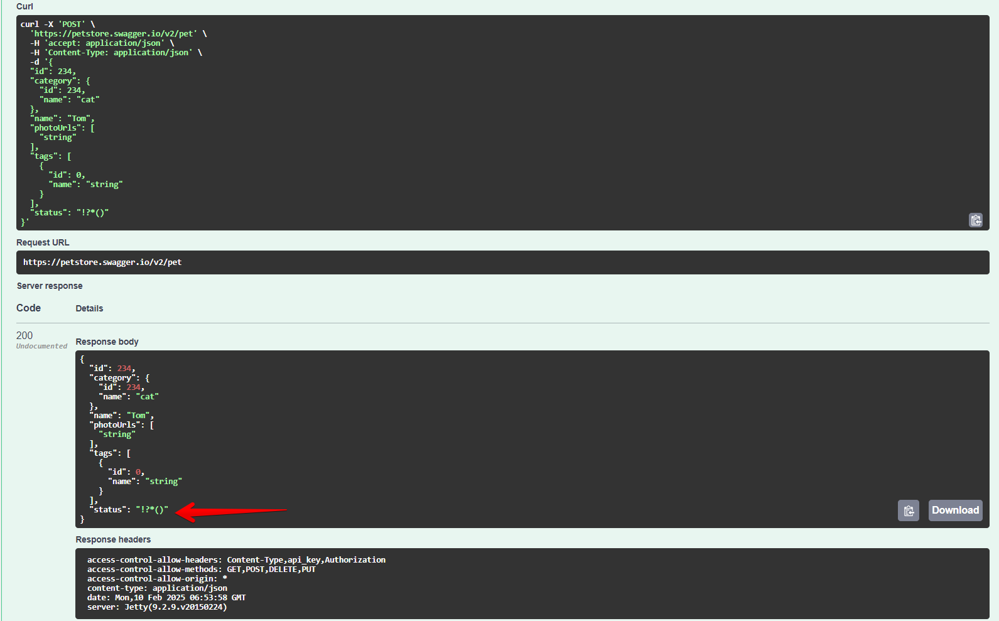 Curl
curl -X 'POST' \
  'https://petstore.swagger.io/v2/pet' \
  -H 'accept: application/json' \
  -H 'Content-Type: application/json' \
  -d '{
  "id": 234,
  "category": {
    "id": 234,
    "name": "cat"
  },
  "name": "Tom",
  "photoUrls": [
    "string"
  ],
  "tags": [
    {
      "id": 0,
      "name": "string"
    }
  ],
  "status": "!?*()"
}'
Request URL
https://petstore.swagger.io/v2/pet
Server response
Code Details
200
Undocumented
Response body
{
  "id": 234,
  "category": {
    "id": 234,
    "name": "cat"
  },
  "name": "Tom",
  "photoUrls": [
    "string"
  ],
  "tags": [
    {
      "id": 0,
      "name": "string"
    }
  ],
  "status": "!?*()"
}
Download
Response headers
access-control-allow-headers: Content-Type,api_key,Authorization
access-control-allow-methods: GET,POST,DELETE,PUT
access-control-allow-origin: *
content-type: application/json
date: Mon,10 Feb 2025 06:53:58 GMT
server: Jetty(9.2.9.v20150224)